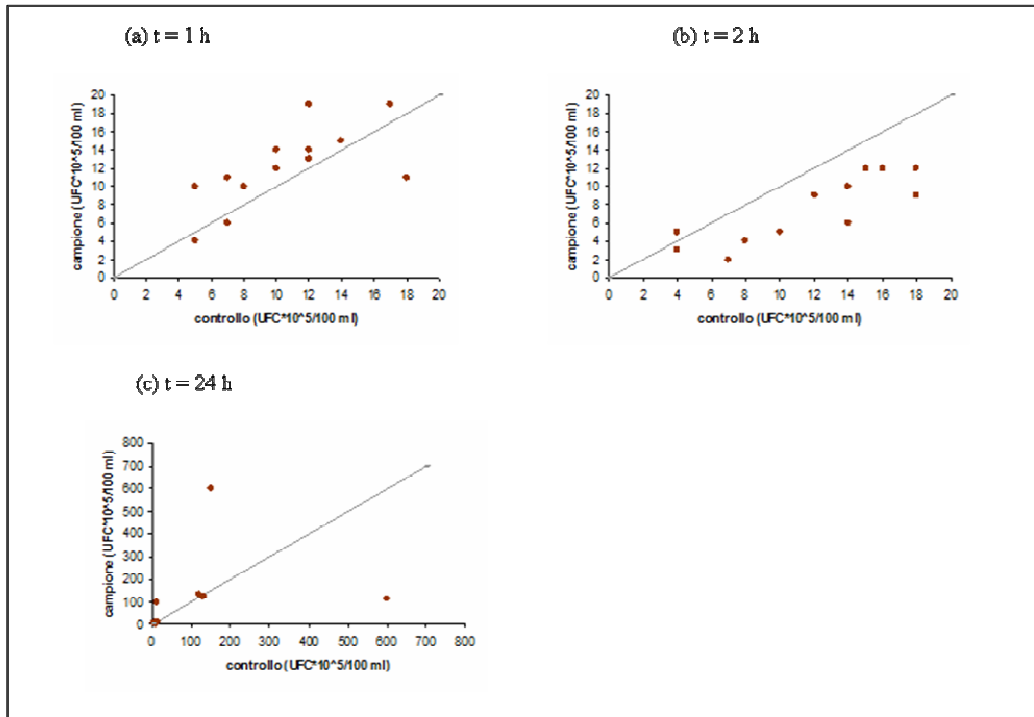 (a) t = 1 h
20
18
16
14
12
10
8
6
4
2
0
campione (UFC*10^5/100 ml)
0 2 4 6 8 10 12 14 16 18 20
controllo (UFC*10^5/100 ml)
(b) t = 2 h
20
18
16
14
12
10
8
6
4
2
0
campione (UFC*10^5/100 ml)
0 2 4 6 8 10 12 14 16 18 20
controllo (UFC*10^5/100 ml)
(c) t = 24 h
800
700
600
500
400
300
200
100
0
campione (UFC*10^5/100 ml)
0 100 200 300 400 500 600 700 800
controllo (UFC*10^5/100 ml)